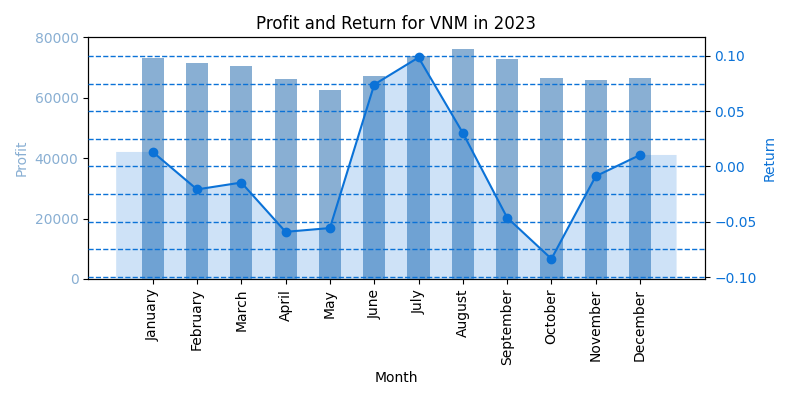 Profit and Return for VNM in 2023
80000
60000
40000
20000
0
Profit
0.10
0.05
0.00
−0.05
−0.10
Return
January
February
March
April
May
June
July
August
September
October
November
December
Month